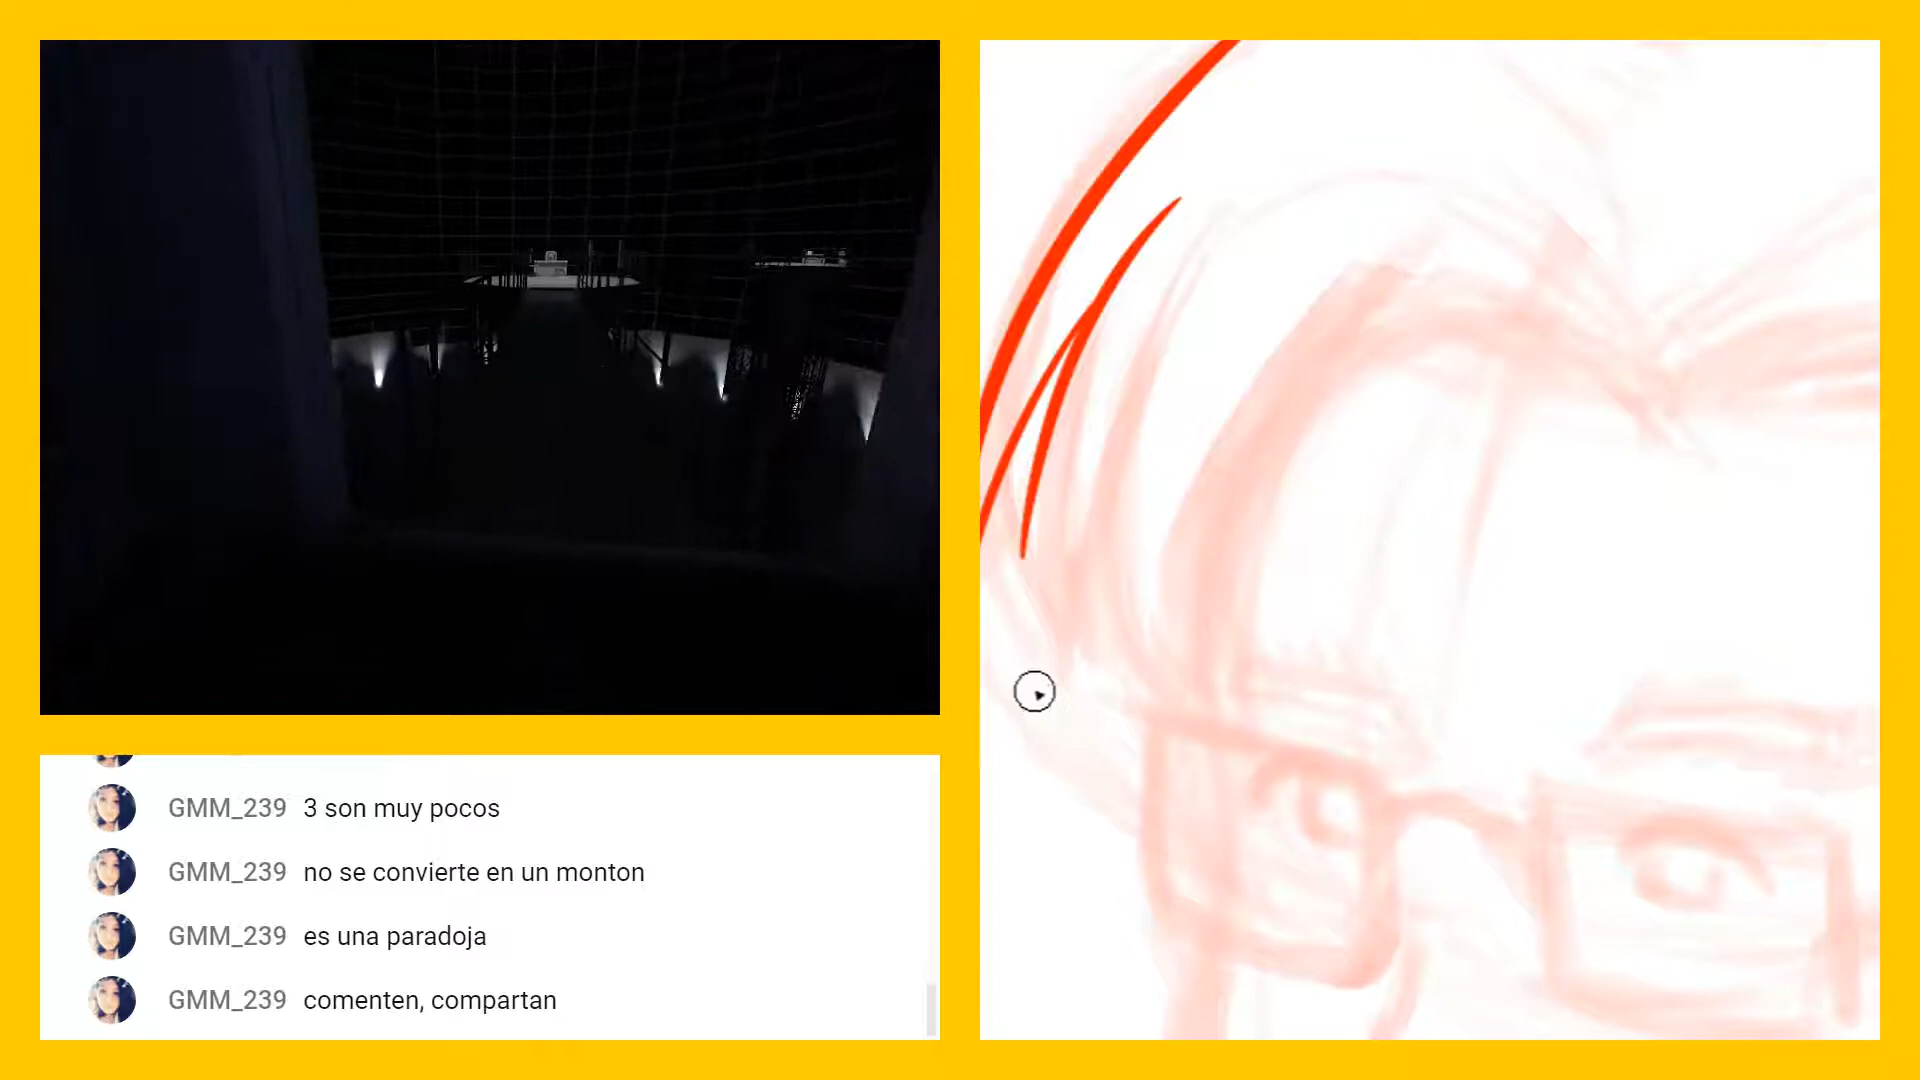 GMM_239 3 son muy pocos
GMM_239 no se convierte en un monton
GMM_239 es una paradoja
GMM_239 comenten, compartan